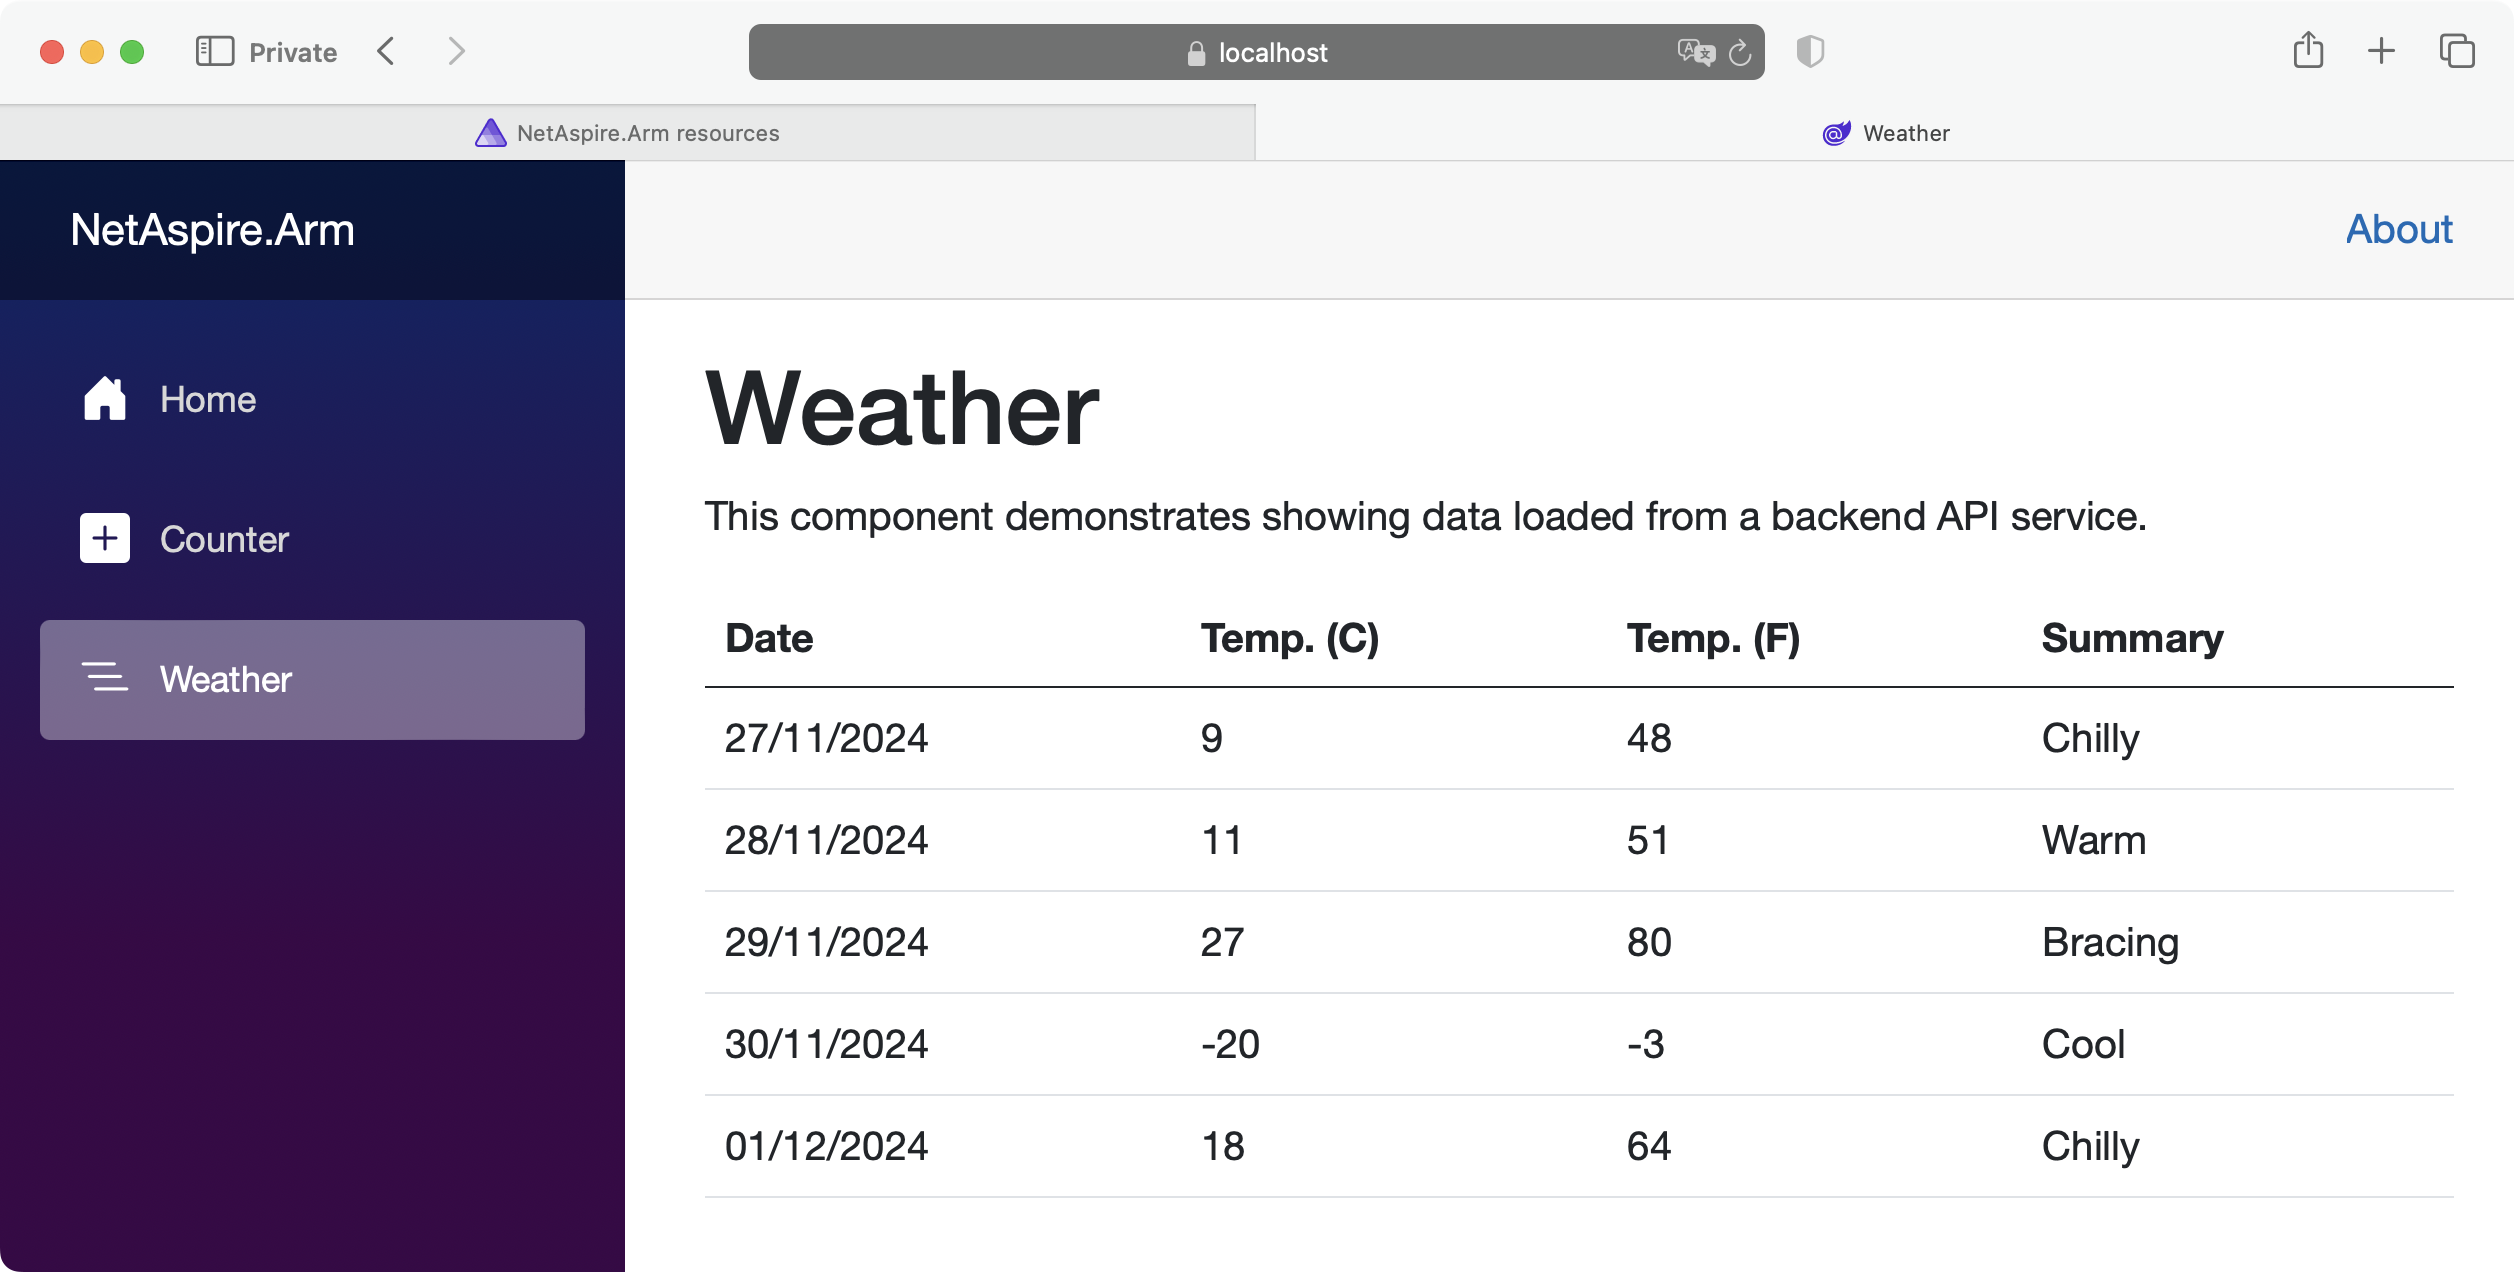 Private
localhost
NetAspire.Arm resources
Weather
NetAspire.Arm
About
Home
Counter
Weather
Weather
This component demonstrates showing data loaded from a backend API service.
Date Temp. (C) Temp. (F) Summary
27/11/2024 9 48 Chilly
28/11/2024 11 51 Warm
29/11/2024 27 80 Bracing
30/11/2024 -20 -3 Cool
01/12/2024 18 64 Chilly